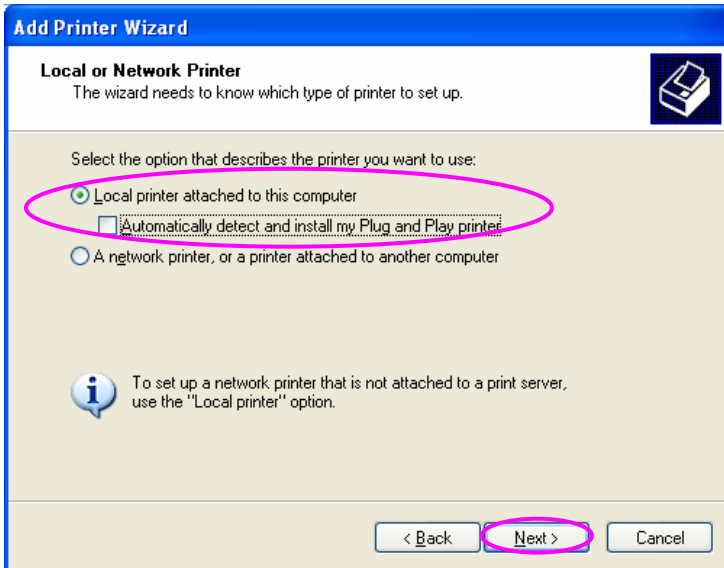 Add Printer Wizard
Local or Network Printer
The wizard needs to know which type of printer to set up.
Select the option that describes the printer you want to use:
Local printer attached to this computer
Automatically detect and install my Plug and Play printer
A network printer, or a printer attached to another computer
To set up a network printer that is not attached to a print server,
use the "Local printer" option.
< Back Next > Cancel